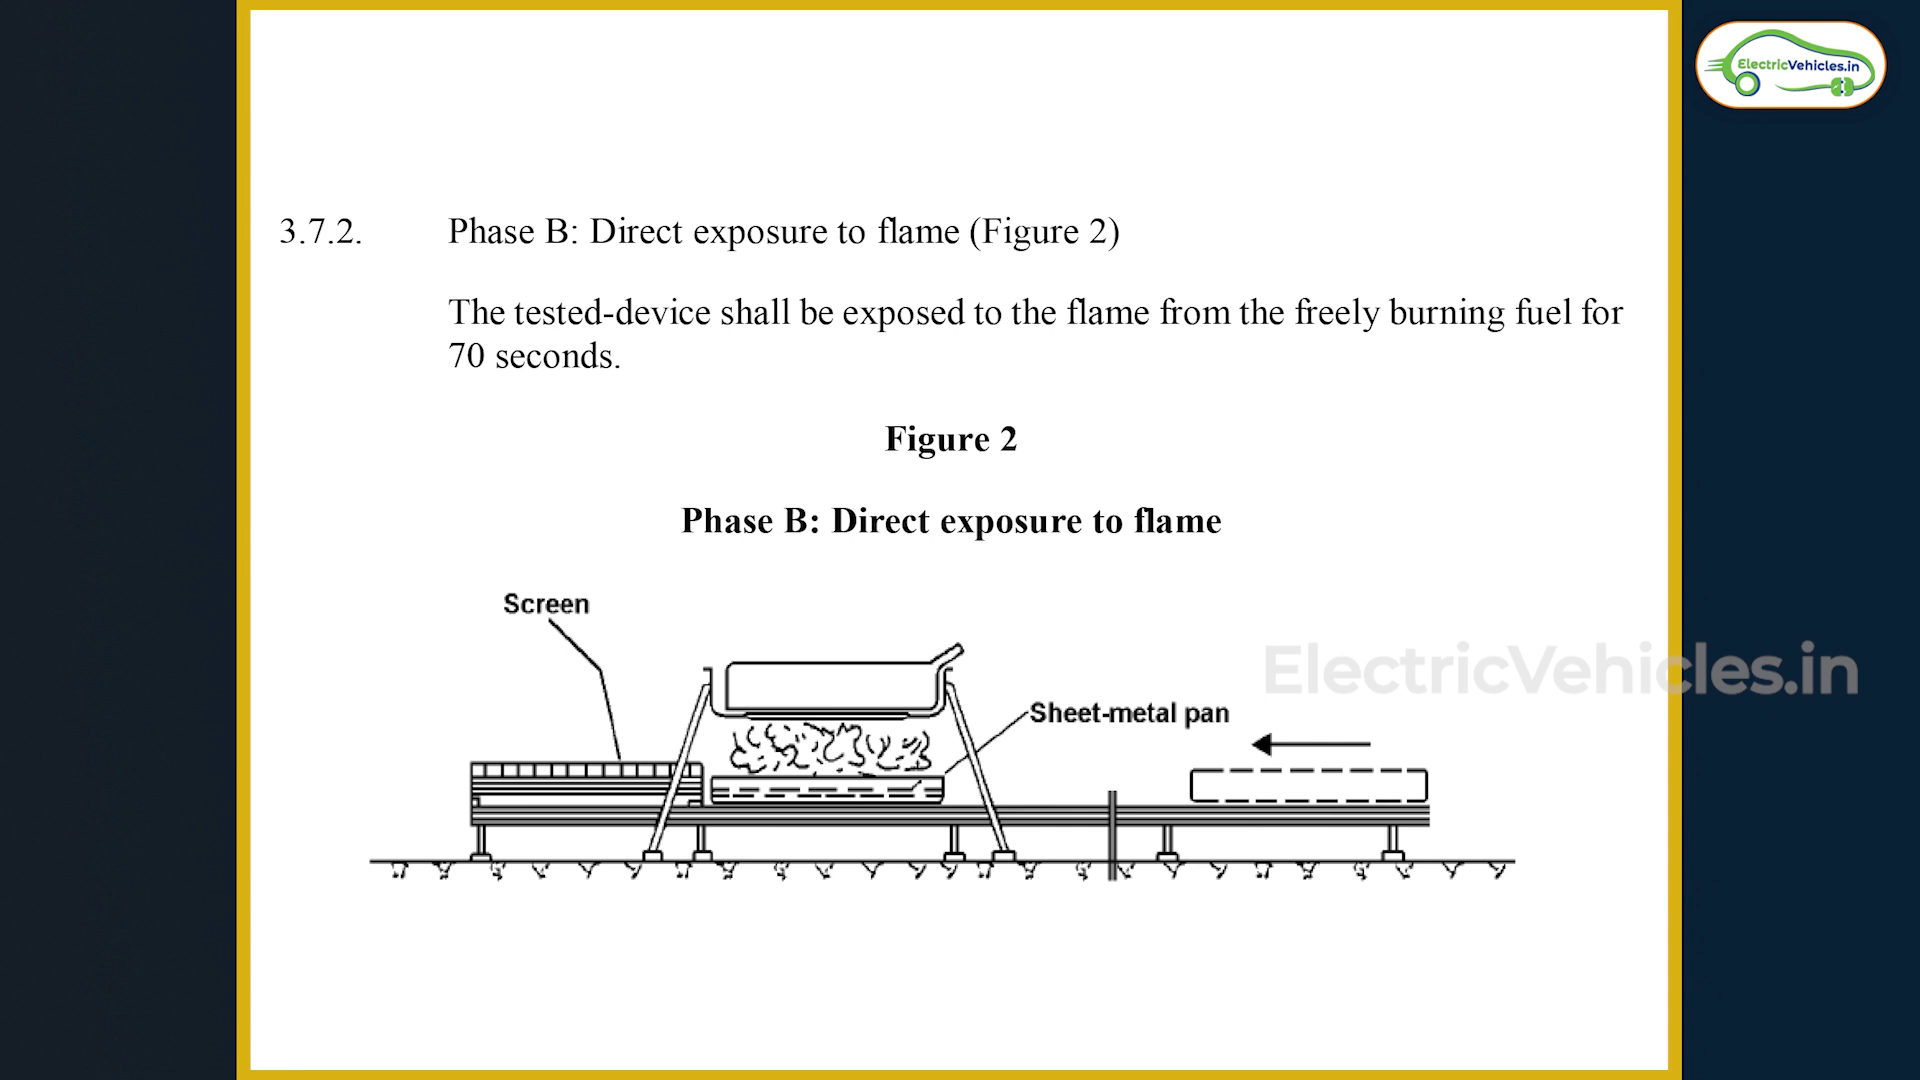 ElectricVehicles.in
3.7.2. Phase B: Direct exposure to flame (Figure 2)
The tested-device shall be exposed to the flame from the freely burning fuel for
70 seconds.
Figure 2
Phase B: Direct exposure to flame
Screen
ElectricVehicles.in
Sheet-metal pan